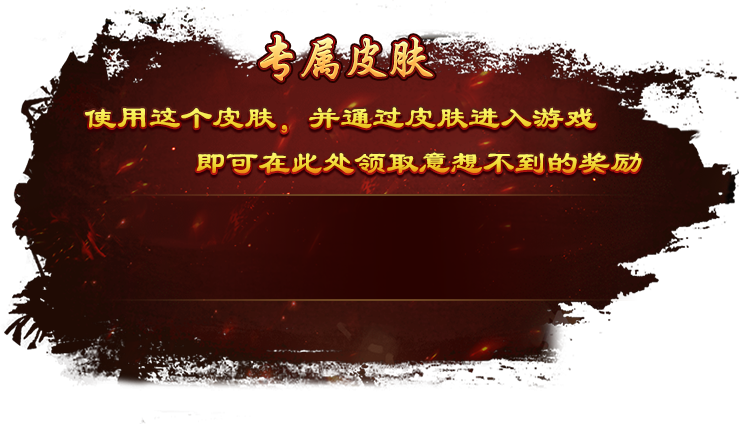 专属皮肤
使用这个皮肤，并通过皮肤进入游戏
即可在此处领取意想不到的奖励